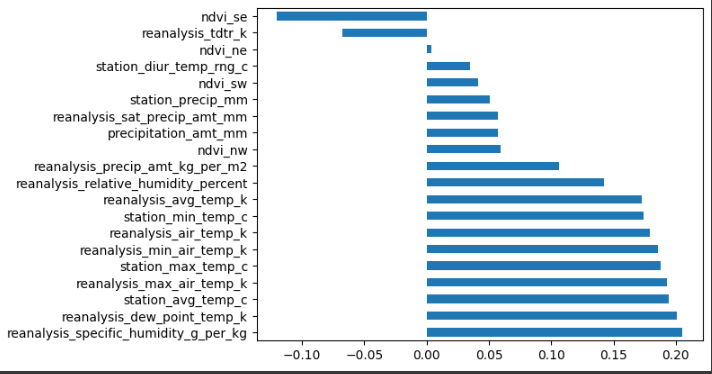 ndvi_se
reanalysis_tdtr_k
ndvi_ne
station_diur_temp_rng_c
ndvi_sw
station_precip_mm
reanalysis_sat_precip_amt_mm
precipitation_amt_mm
ndvi_nw
reanalysis_precip_amt_kg_per_m2
reanalysis_relative_humidity_percent
reanalysis_avg_temp_k
station_min_temp_c
reanalysis_air_temp_k
reanalysis_min_air_temp_k
station_max_temp_c
reanalysis_max_air_temp_k
station_avg_temp_c
reanalysis_dew_point_temp_k
reanalysis_specific_humidity_g_per_kg
−0.10 −0.05 0.00 0.05 0.10 0.15 0.20